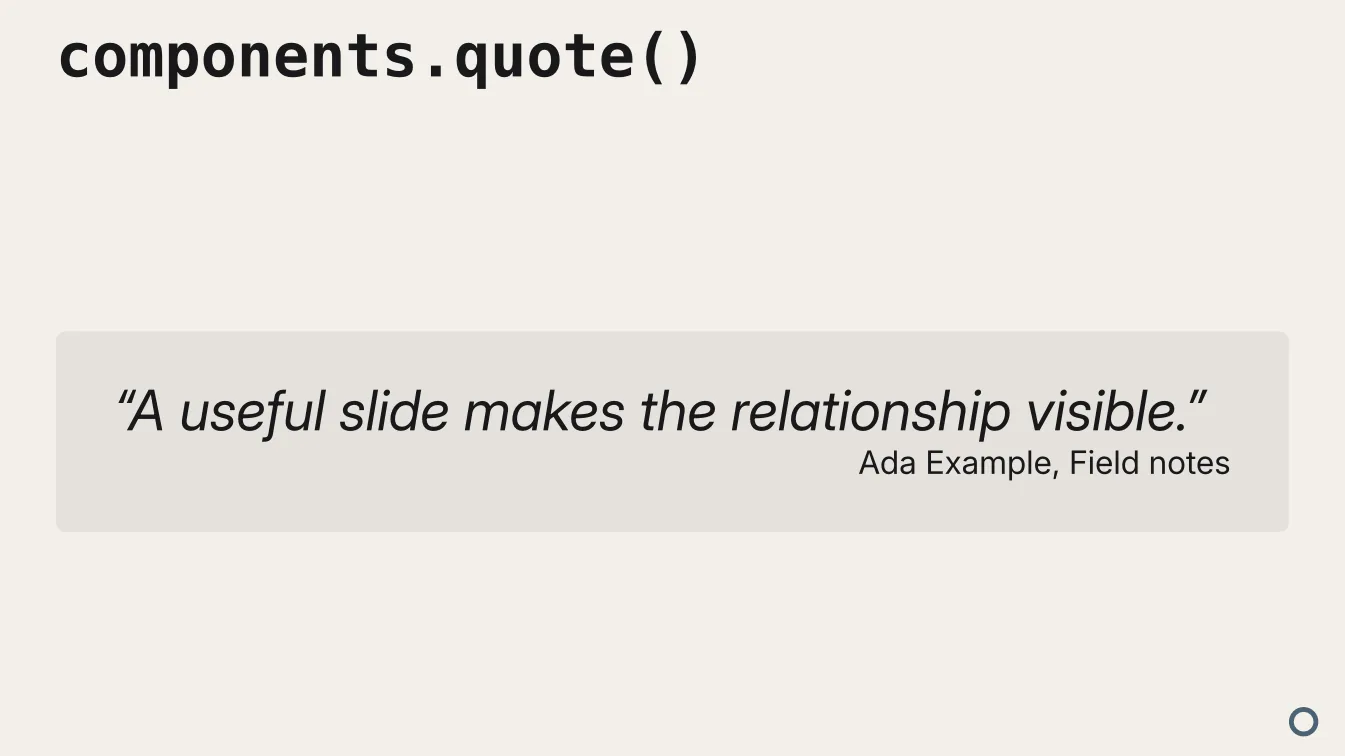 components.quote()
“A useful slide makes the relationship visible.”
Ada Example, Field notes